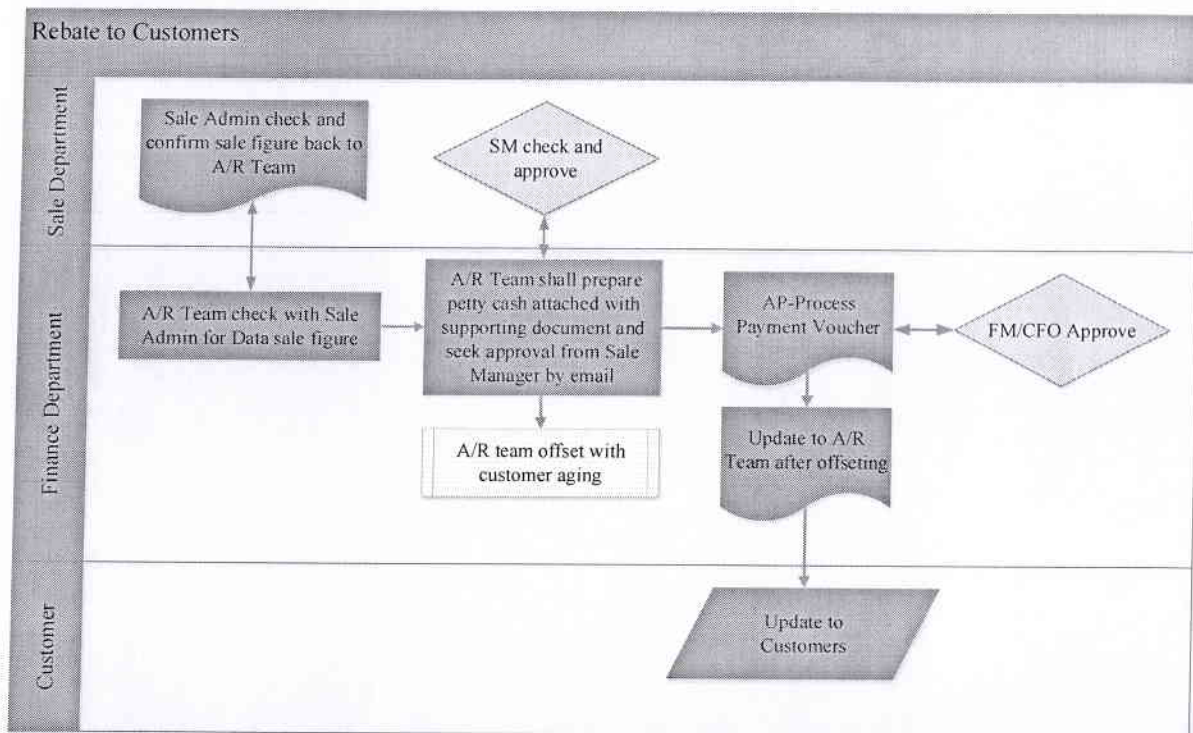 Rebate to Customers
Sale Department
Sale Admin check and
confirm sale figure back to
A/R Team
SM check and
approve
Finance Department
A/R Team check with Sale
Admin for Data sale figure
A/R Team shall prepare
petty cash attached with
supporting document and
seek approval from Sale
Manager by email
AP-Process
Payment Voucher
FM/CFO Approve
A/R team offset with
customer aging
Update to A/R
Team after offseting
Customer
Update to
Customers